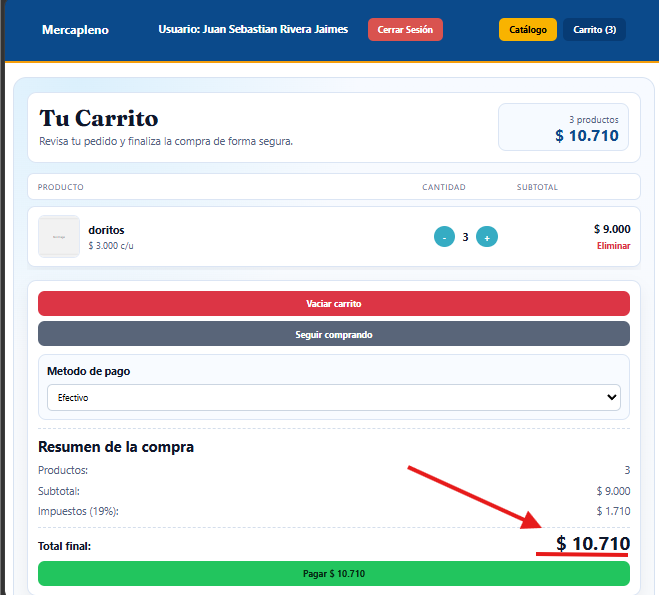 Mercapleno
Usuario: Juan Sebastian Rivera Jaimes
Cerrar Sesión
Catálogo
Carrito (3)
Tu Carrito
Revisa tu pedido y finaliza la compra de forma segura.
3 productos
$ 10.710
PRODUCTO CANTIDAD SUBTOTAL
doritos
$ 3.000 c/u
- 3 +
$ 9.000
Eliminar
Vaciar carrito
Seguir comprando
Metodo de pago
Efectivo
Resumen de la compra
Productos: 3
Subtotal: $ 9.000
Impuestos (19%): $ 1.710
Total final: $ 10.710
Pagar $ 10.710